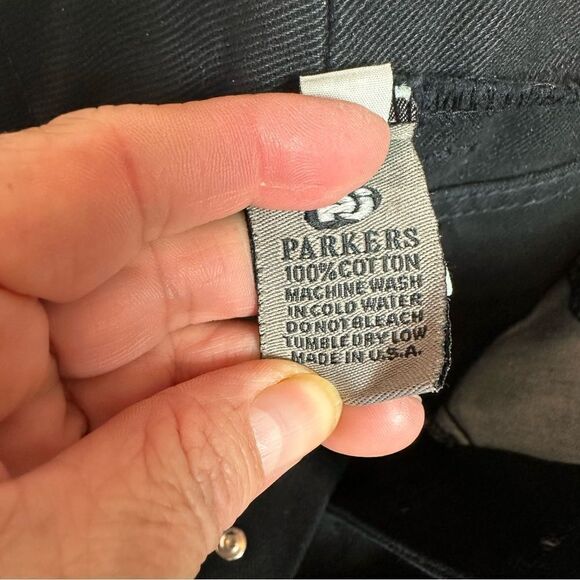 PARKERS
100% COTTON
MACHINE WASH
IN COLD WATER
DO NOT BLEACH
TUMBLE DRY LOW
MADE IN U.S.A.